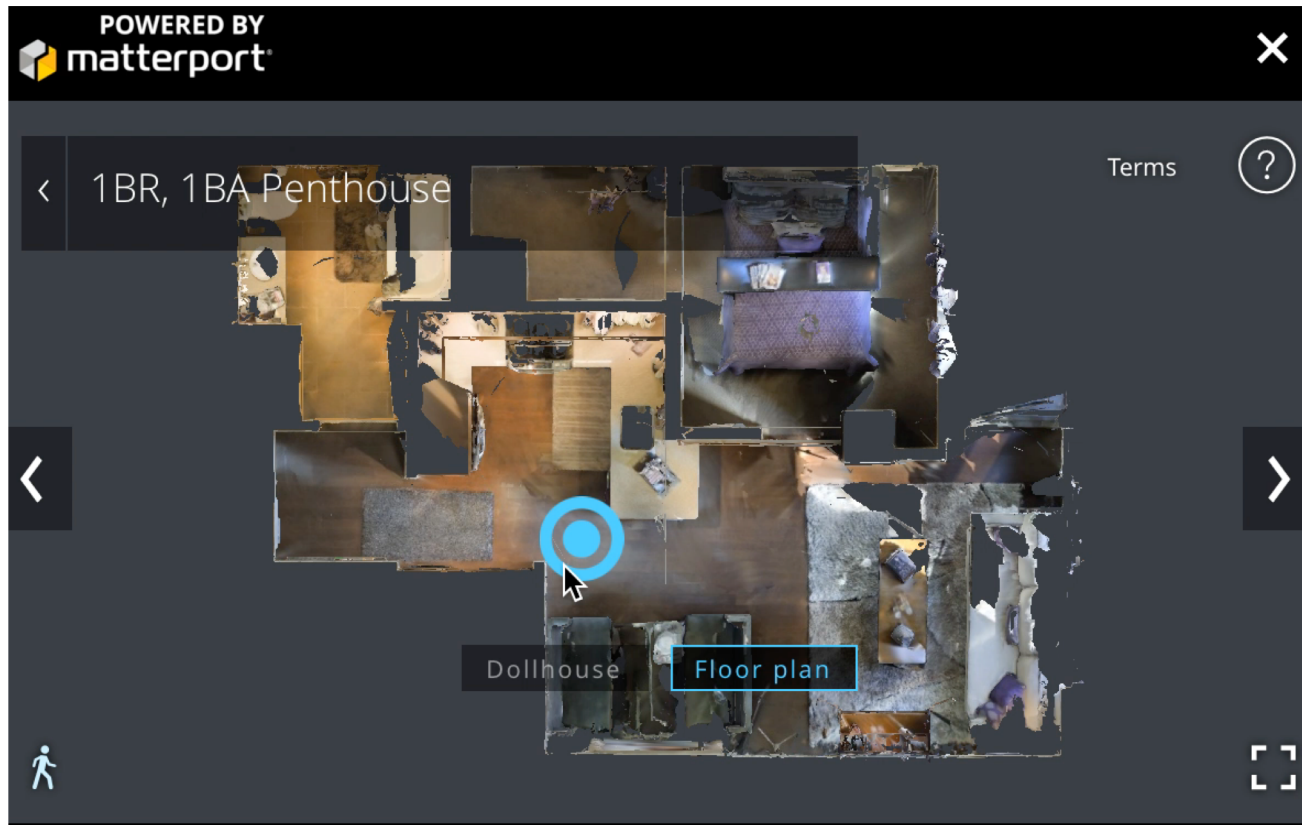 POWERED BY
matterport
1BR, 1BA Penthouse
Terms
?
Dollhouse
Floor plan